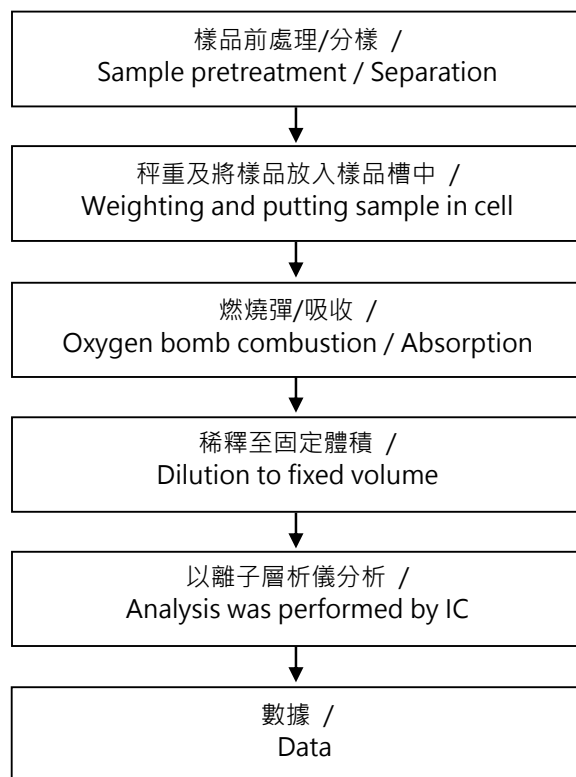 樣品前處理/分樣 /
Sample pretreatment / Separation
秤重及將樣品放入樣品槽中 /
Weighting and putting sample in cell
燃燒彈/吸收 /
Oxygen bomb combustion / Absorption
稀釋至固定體積 /
Dilution to fixed volume
以離子層析儀分析 /
Analysis was performed by IC
數據 /
Data